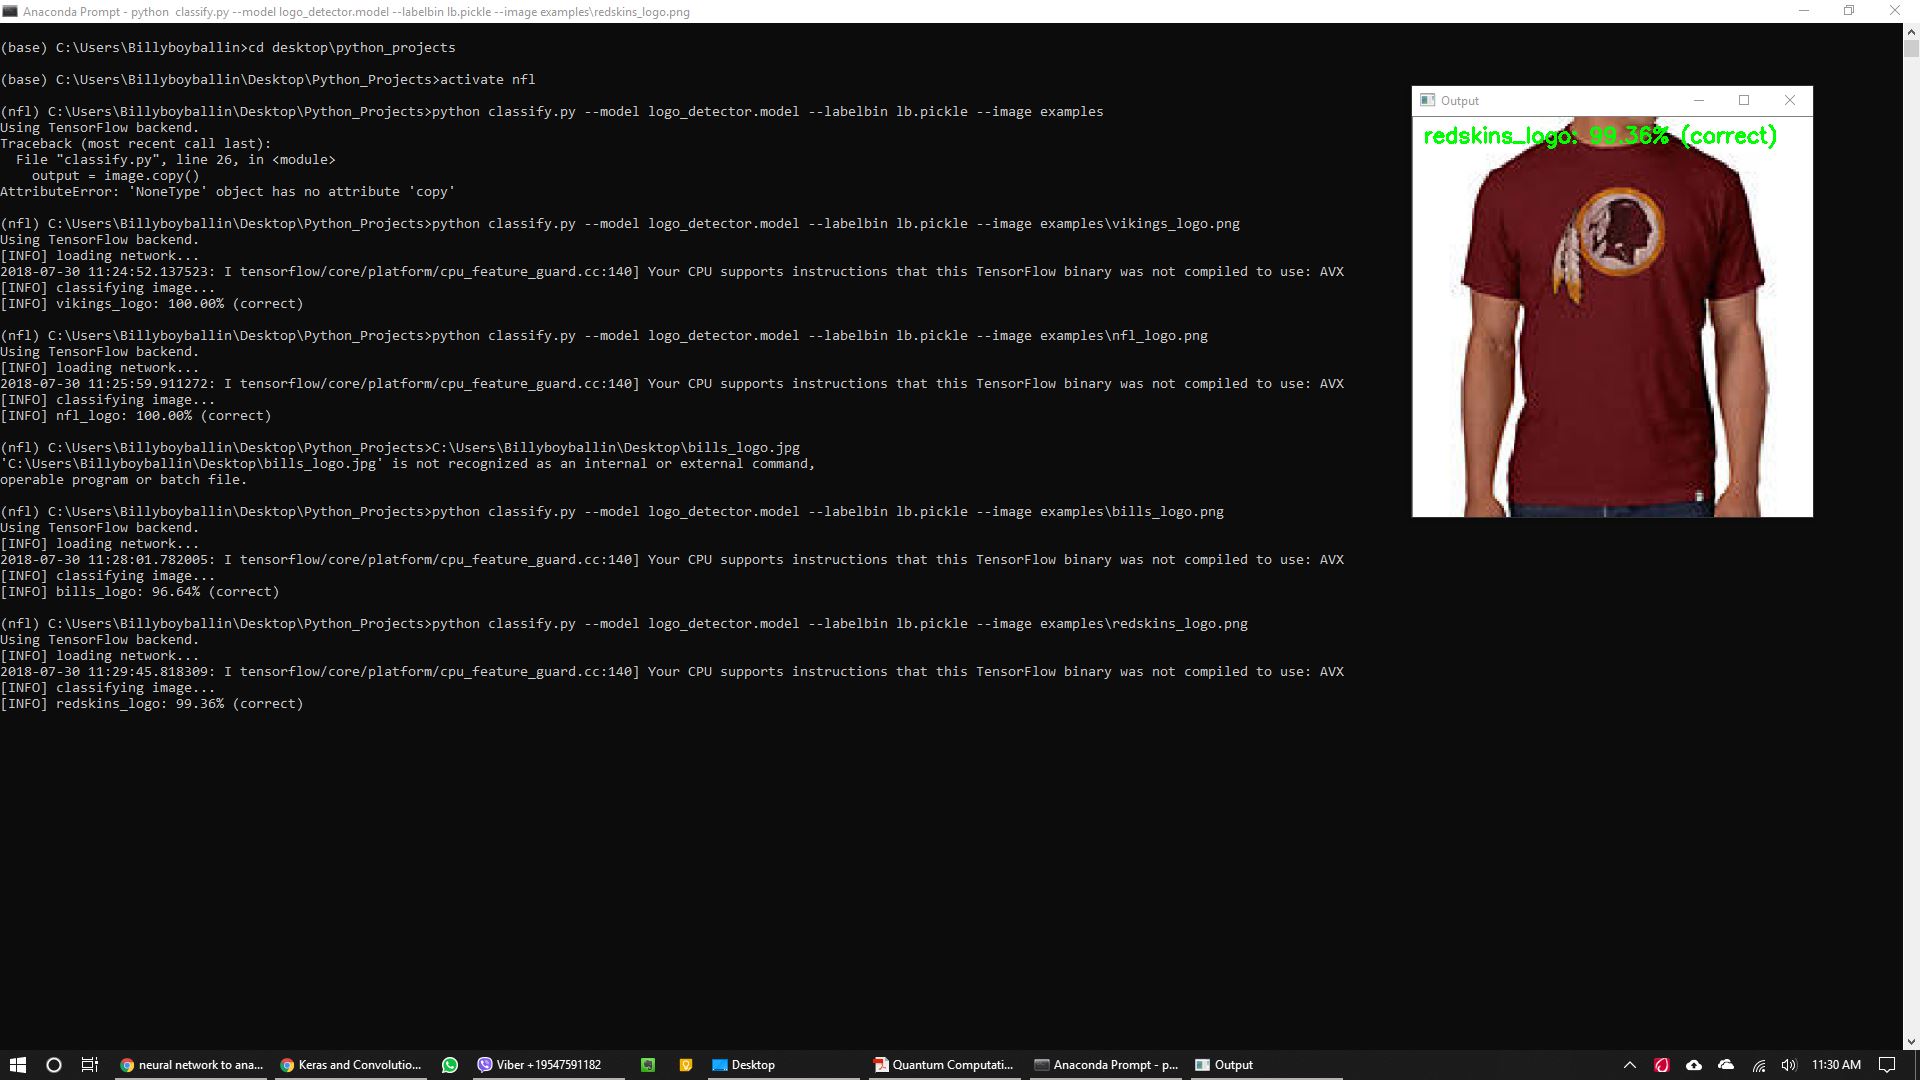 Anaconda Prompt - python  classify.py --model logo_detector.model --labelbin lb.pickle --image examples\redskins_logo.png
(base) C:\Users\Billyboyballin>cd desktop\python_projects
(base) C:\Users\Billyboyballin\Desktop\Python_Projects>activate nfl
(nfl) C:\Users\Billyboyballin\Desktop\Python_Projects>python classify.py --model logo_detector.model --labelbin lb.pickle --image examples
Using TensorFlow backend.
Traceback (most recent call last):
  File "classify.py", line 26, in <module>
    output = image.copy()
AttributeError: 'NoneType' object has no attribute 'copy'
(nfl) C:\Users\Billyboyballin\Desktop\Python_Projects>python classify.py --model logo_detector.model --labelbin lb.pickle --image examples\vikings_logo.png
Using TensorFlow backend.
[INFO] loading network...
2018-07-30 11:24:52.137523: I tensorflow/core/platform/cpu_feature_guard.cc:140] Your CPU supports instructions that this TensorFlow binary was not compiled to use: AVX
[INFO] classifying image...
[INFO] vikings_logo: 100.00% (correct)
(nfl) C:\Users\Billyboyballin\Desktop\Python_Projects>python classify.py --model logo_detector.model --labelbin lb.pickle --image examples\nfl_logo.png
Using TensorFlow backend.
[INFO] loading network...
2018-07-30 11:25:59.911272: I tensorflow/core/platform/cpu_feature_guard.cc:140] Your CPU supports instructions that this TensorFlow binary was not compiled to use: AVX
[INFO] classifying image...
[INFO] nfl_logo: 100.00% (correct)
(nfl) C:\Users\Billyboyballin\Desktop\Python_Projects>C:\Users\Billyboyballin\Desktop\bills_logo.jpg
'C:\Users\Billyboyballin\Desktop\bills_logo.jpg' is not recognized as an internal or external command,
operable program or batch file.
(nfl) C:\Users\Billyboyballin\Desktop\Python_Projects>python classify.py --model logo_detector.model --labelbin lb.pickle --image examples\bills_logo.png
Using TensorFlow backend.
[INFO] loading network...
2018-07-30 11:28:01.782005: I tensorflow/core/platform/cpu_feature_guard.cc:140] Your CPU supports instructions that this TensorFlow binary was not compiled to use: AVX
[INFO] classifying image...
[INFO] bills_logo: 96.64% (correct)
(nfl) C:\Users\Billyboyballin\Desktop\Python_Projects>python classify.py --model logo_detector.model --labelbin lb.pickle --image examples\redskins_logo.png
Using TensorFlow backend.
[INFO] loading network...
2018-07-30 11:29:45.818309: I tensorflow/core/platform/cpu_feature_guard.cc:140] Your CPU supports instructions that this TensorFlow binary was not compiled to use: AVX
[INFO] classifying image...
[INFO] redskins_logo: 99.36% (correct)
Output
redskins_logo: 99.36% (correct)
neural network to ana...
Keras and Convolutio...
Viber +19547591182
Desktop
Quantum Computati...
Anaconda Prompt - p...
Output
11:30 AM